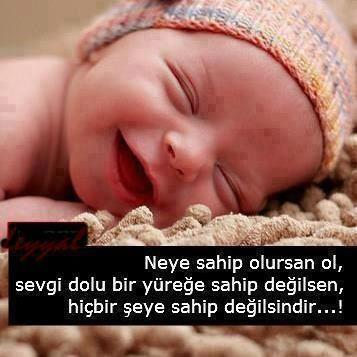 Neye sahip olursan ol,
sevgi dolu bir yüreğe sahip değilsen,
hiçbir şeye sahip değilsindir...!